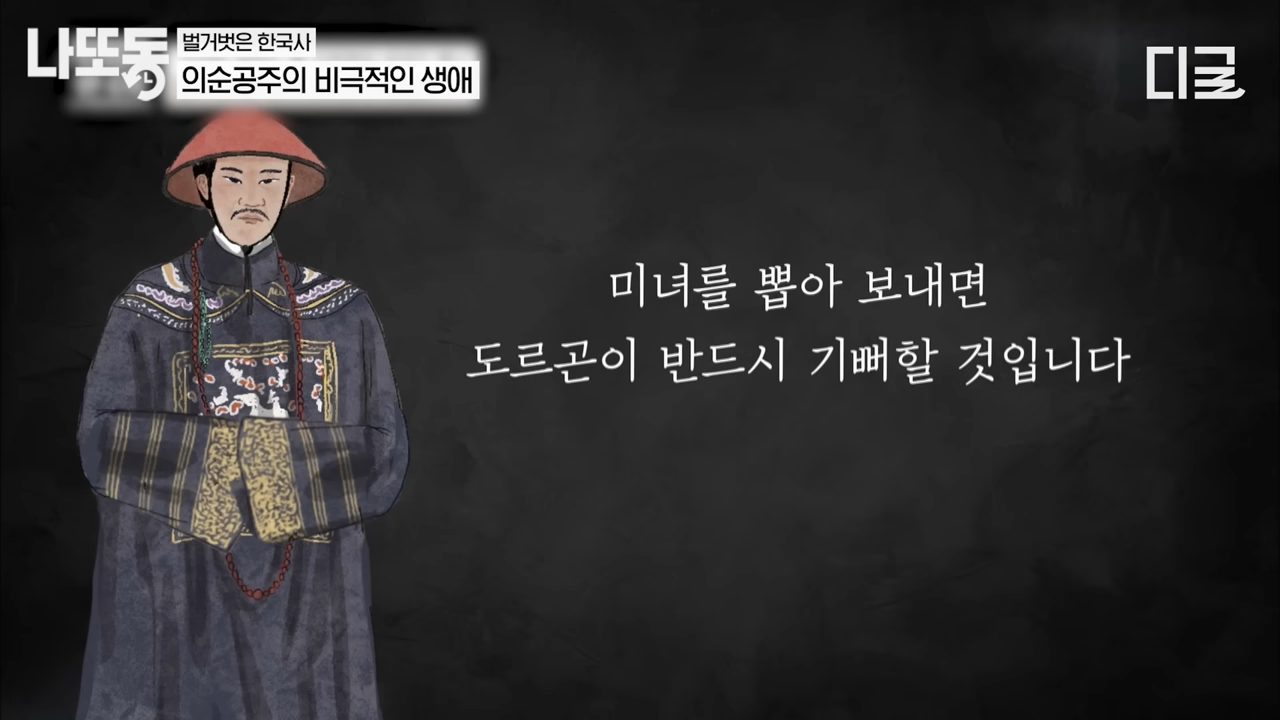 나또동
벌거벗은 한국사
의순공주의 비극적인 생애
디글
미녀를 뽑아 보내면
도르곤이 반드시 기뻐할 것입니다